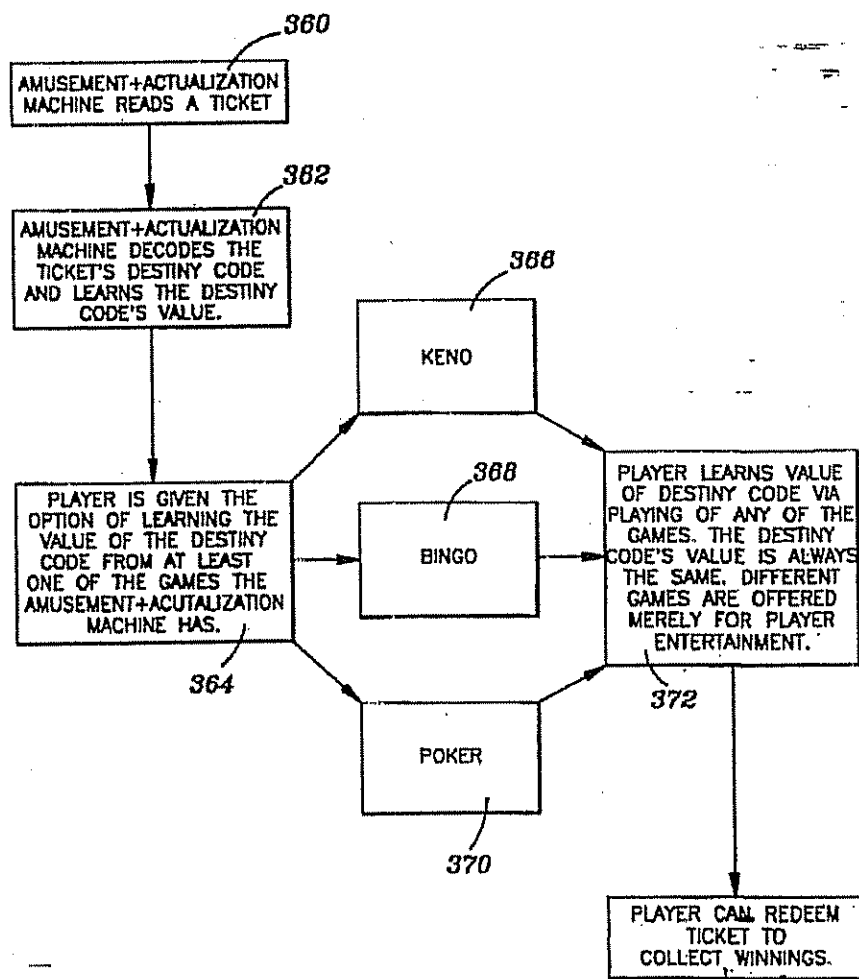 360
AMUSEMENT+ACTUALIZATION
MACHINE READS A TICKET
362
AMUSEMENT+ACTUALIZATION
MACHINE DECODES THE
TICKET'S DESTINY CODE
AND LEARNS THE DESTINY
CODE'S VALUE.
366
KENO
PLAYER IS GIVEN THE
OPTION OF LEARNING THE
VALUE OF THE DESTINY
CODE FROM AT LEAST
ONE OF THE GAMES THE
AMUSEMENT+ACUTALIZATION
MACHINE HAS.
364
368
BINGO
POKER
370
PLAYER LEARNS VALUE
OF DESTINY CODE VIA
PLAYING OF ANY OF THE
GAMES. THE DESTINY
CODE'S VALUE IS ALWAYS
THE SAME. DIFFERENT
GAMES ARE OFFERED
MERELY FOR PLAYER
ENTERTAINMENT.
372
PLAYER CAN REDEEM
TICKET TO
COLLECT WINNINGS.